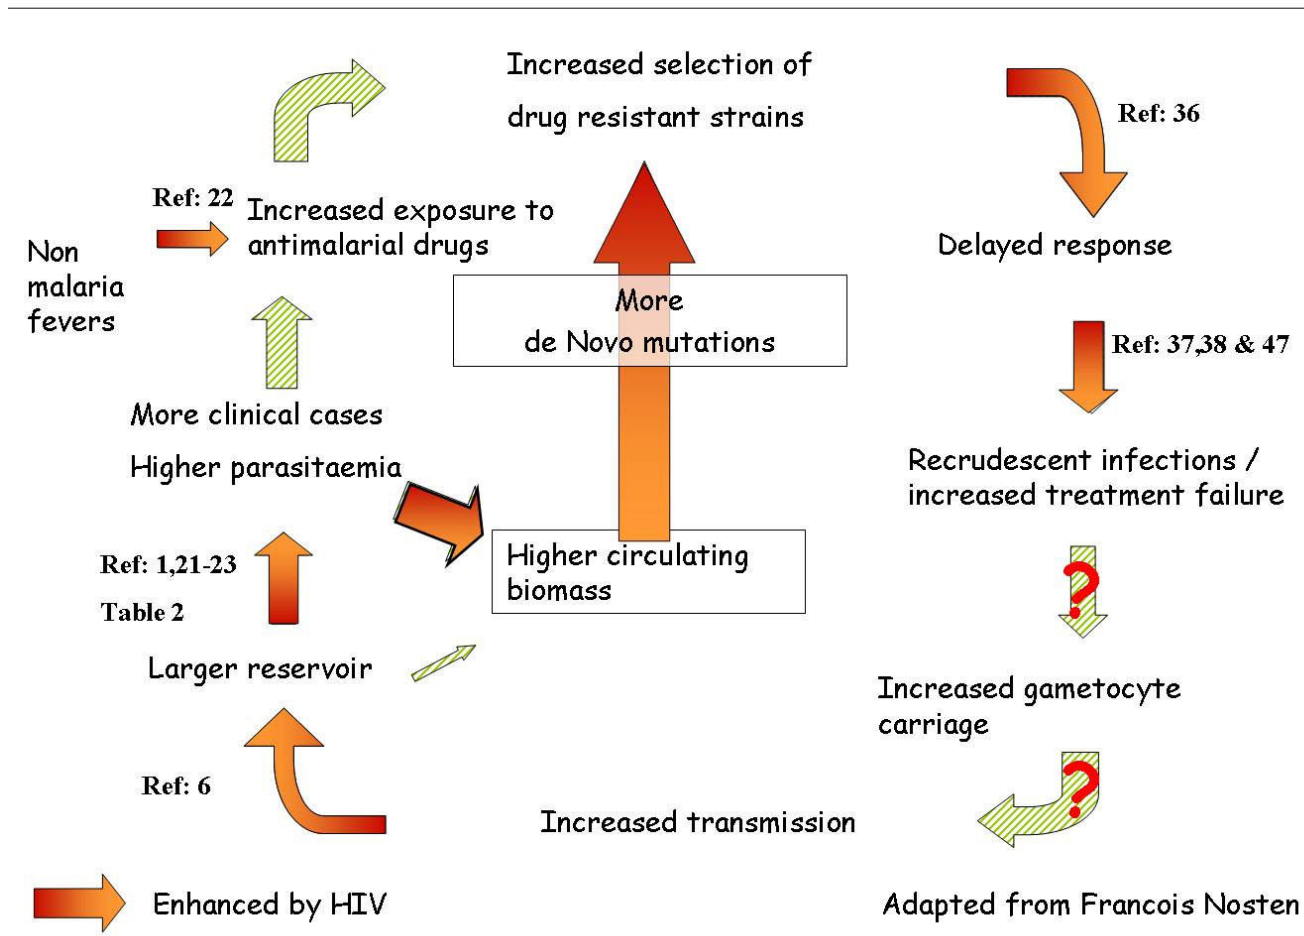 Increased selection of
drug resistant strains
Ref: 36
Ref: 22
Increased exposure to
antimalarial drugs
Non
malaria
fevers
Delayed response
More
de Novo mutations
Ref: 37,38 & 47
More clinical cases
Higher parasitaemia
Recrudescent infections /
increased treatment failure
Ref: 1,21-23
Table 2
Higher circulating
biomass
?
Larger reservoir
Increased gametocyte
carriage
?
Ref: 6
Increased transmission
Enhanced by HIV
Adapted from Francois Nosten